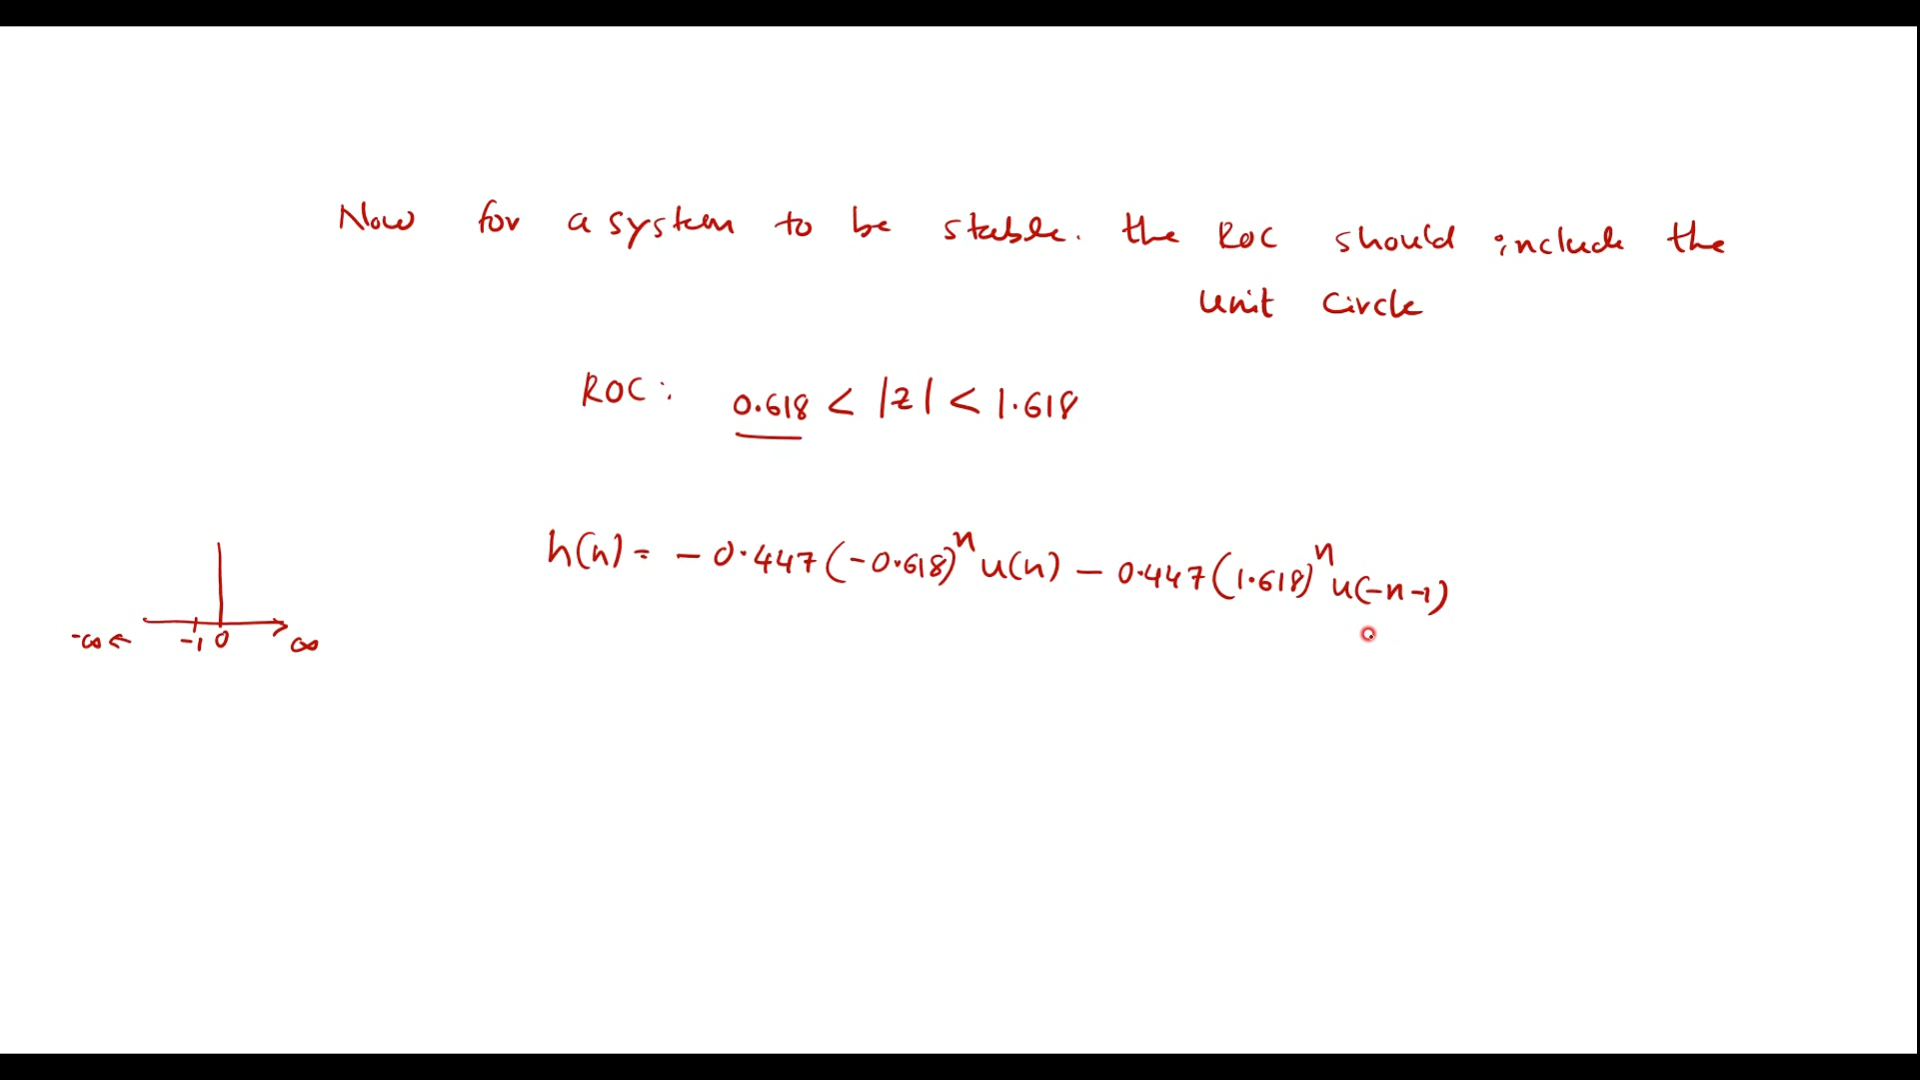 Now for a system to be stable. the ROC should include the
Unit Circle
ROC : 0.618 < |z| < 1.618
h(n) = - 0.447(-0.618)^n u(n) - 0.447(1.618)^n u(-n-1)
-∞ ← -1 0 ∞